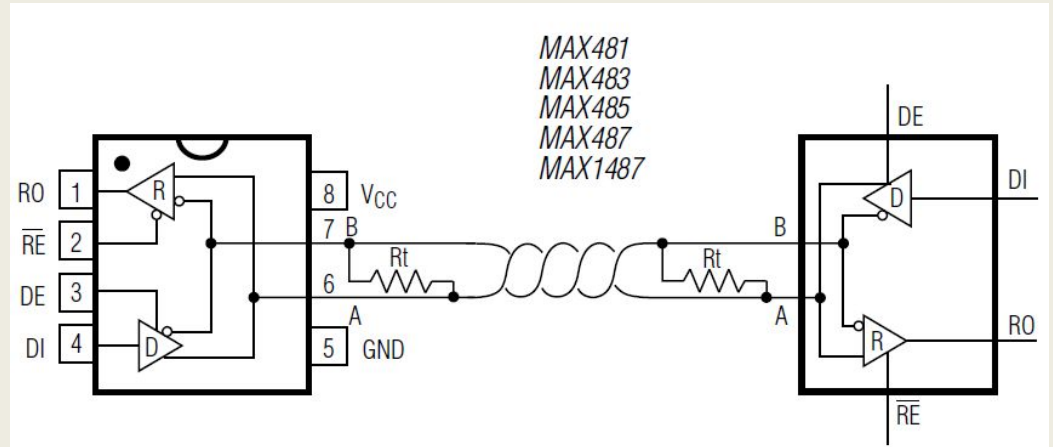 MAX481
MAX483
MAX485
MAX487
MAX1487
RO 1
R
8 VCC
RE 2
7 B
Rt
DE 3
6
A
DI 4
D
5 GND
DE
D
DI
B
Rt
A
R
RO
RE